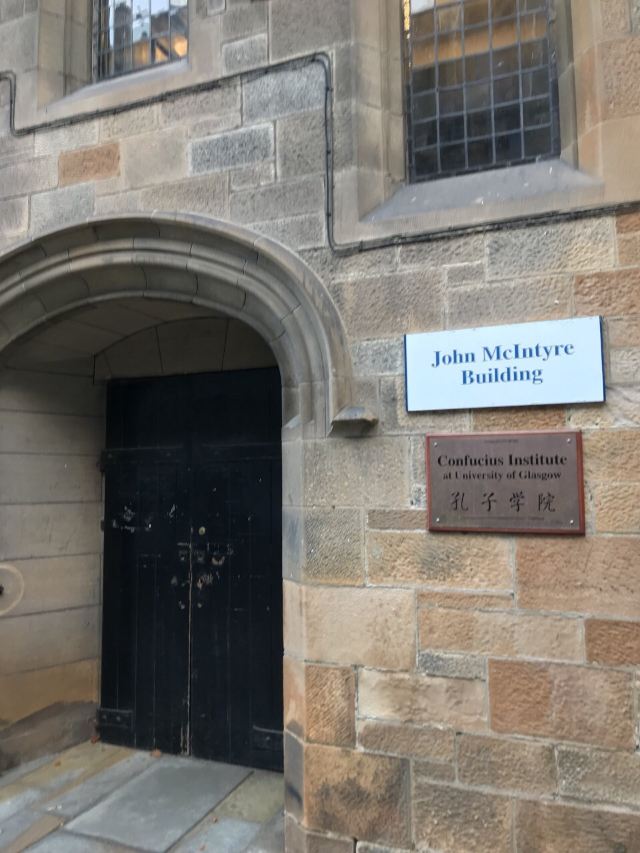 John McIntyre
Building
Confucius Institute
at University of Glasgow
孔子学院